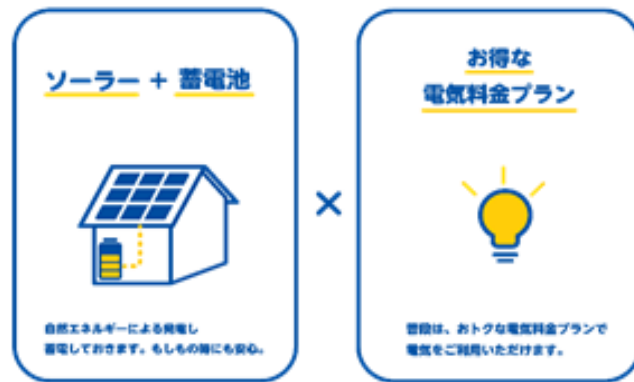 ソーラー + 蓄電池
自然エネルギーによる発電し
蓄電しておきます。もしもの時にも安心。
×
お得な
電気料金プラン
普段は、おトクな電気料金プランで
電気をご利用いただけます。